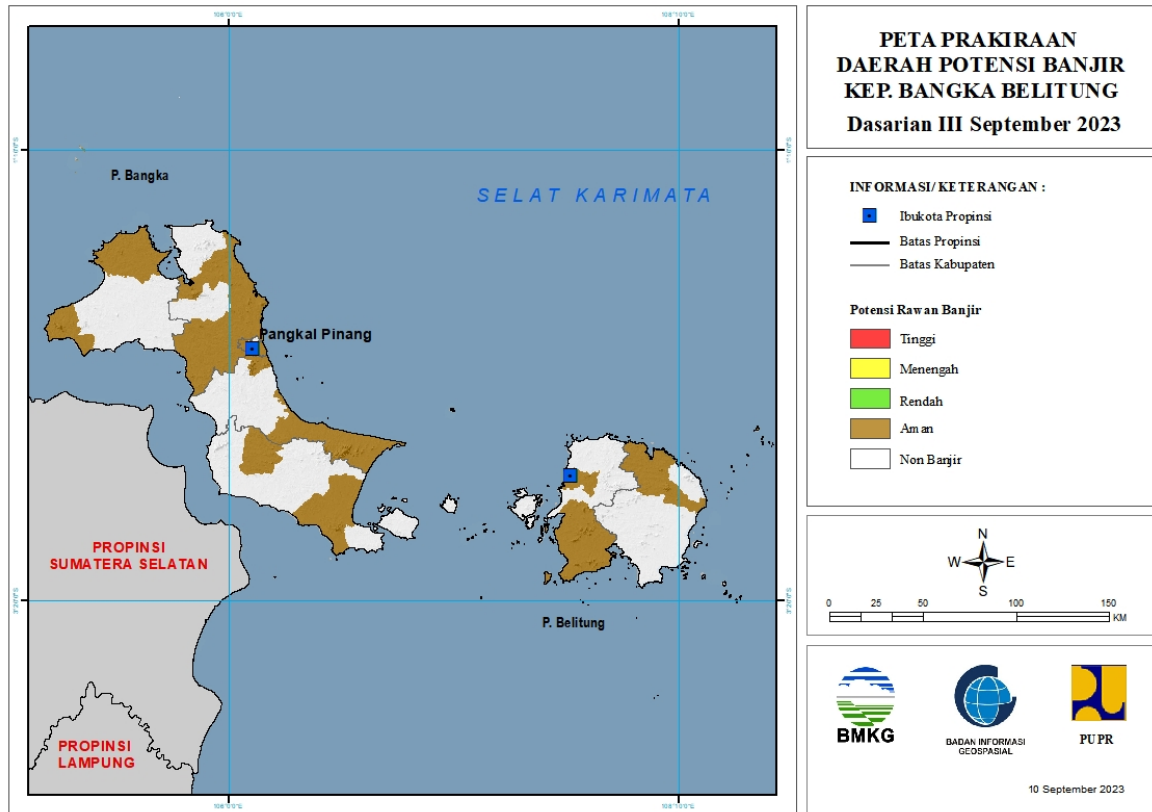 PETA PRAKIRAAN
DAERAH POTENSI BANJIR
KEP. BANGKA BELITUNG
Dasarian III September 2023
P. Bangka
SELAT KARIMATA
Pangkal Pinang
PROPINSI
SUMATERA SELATAN
P. Belitung
PROPINSI
LAMPUNG
INFORMASI/ KETERANGAN :
Ibukota Propinsi
Batas Propinsi
Batas Kabupaten
Potensi Rawan Banjir
Tinggi
Menengah
Rendah
Aman
Non Banjir
N
W E
S
0 25 50 100 150
KM
BMKG
BADAN INFORMASI
GEOSPASIAL
PUPR
10 September 2023